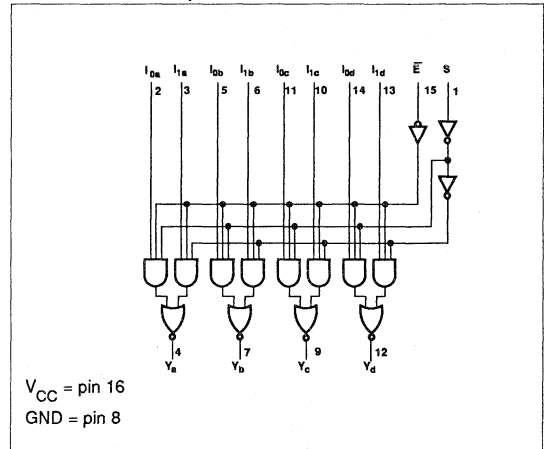 I0a I1a I0b I1b I0c I1c I0d I1d E̅ S
2 3 5 6 11 10 14 13 15 1
4 7 9 12
Ya Yb Yc Yd
VCC = pin 16
GND = pin 8